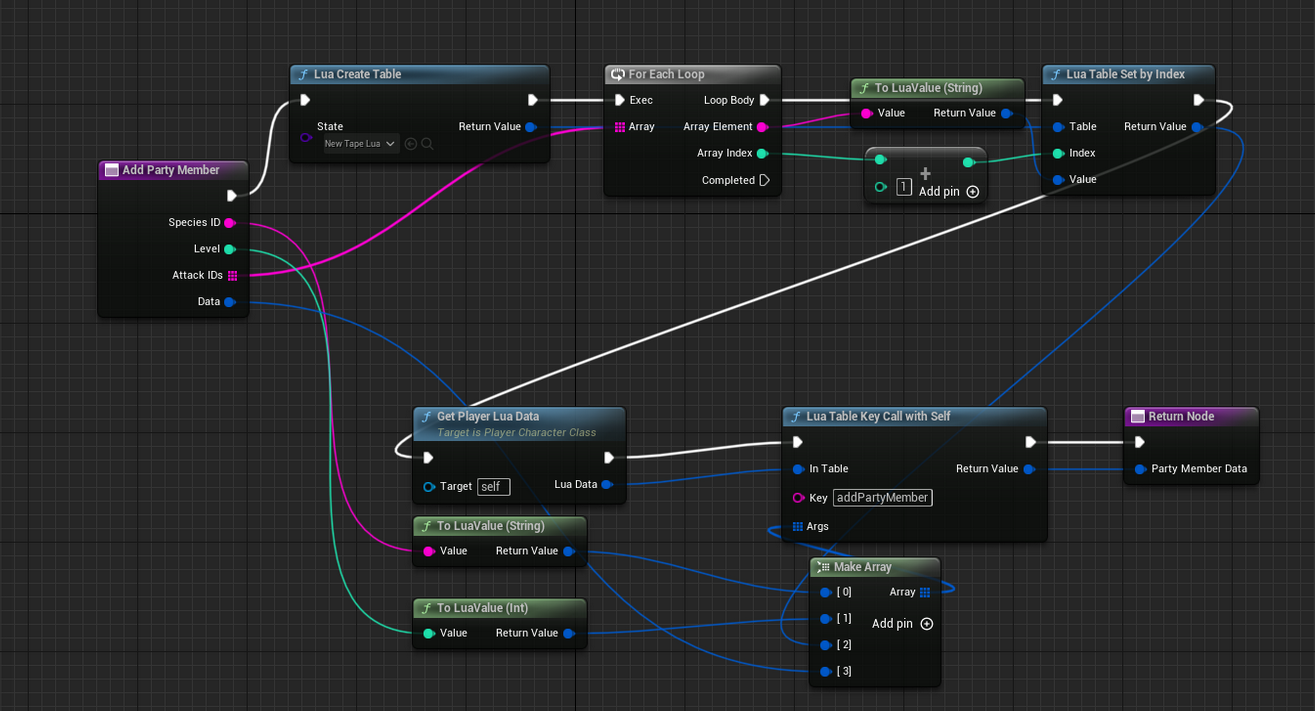 Lua Create Table
State
New Tape Lua
Return Value
For Each Loop
Exec
Loop Body
Array
Array Element
Array Index
Completed
To LuaValue (String)
Value
Return Value
1
Add pin
Lua Table Set by Index
Table
Return Value
Index
Value
Add Party Member
Species ID
Level
Attack IDs
Data
Get Player Lua Data
Target is Player Character Class
Target
self
Lua Data
Lua Table Key Call with Self
In Table
Return Value
Key
addPartyMember
Args
Return Node
Party Member Data
To LuaValue (String)
Value
Return Value
To LuaValue (Int)
Value
Return Value
Make Array
[ 0]
Array
[ 1]
Add pin
[ 2]
[ 3]